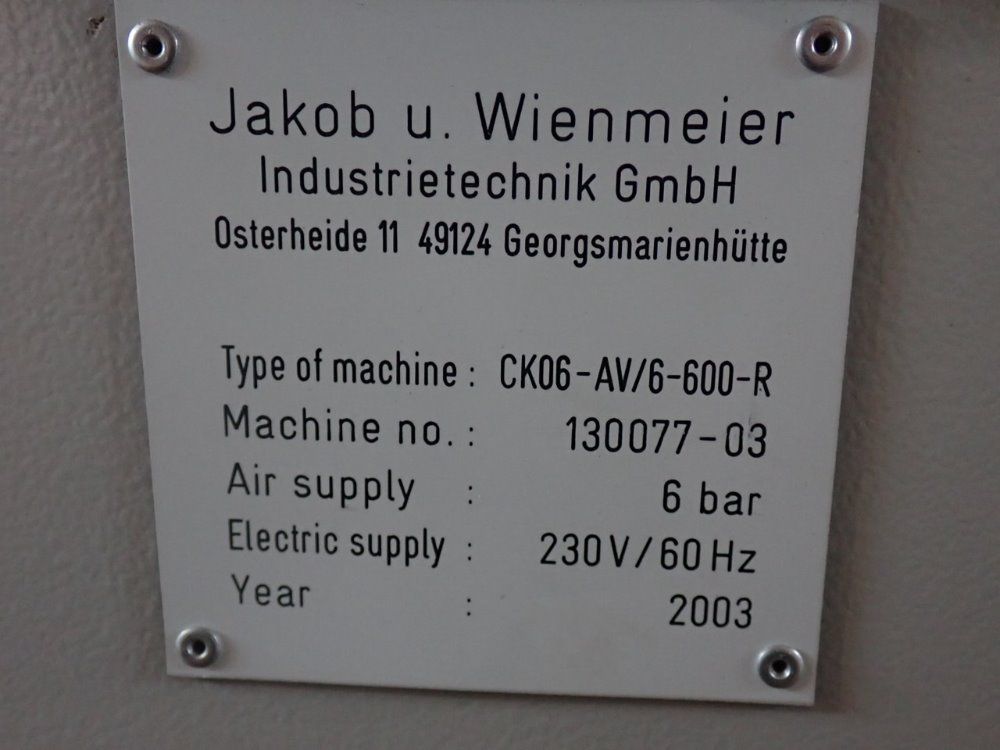 Jakob u. Wienmeier
Industrietechnik GmbH
Osterheide 11 49124 Georgsmarienhütte
Type of machine : CK06-AV/6-600-R
Machine no. : 130077-03
Air supply : 6 bar
Electric supply : 230V/60Hz
Year : 2003